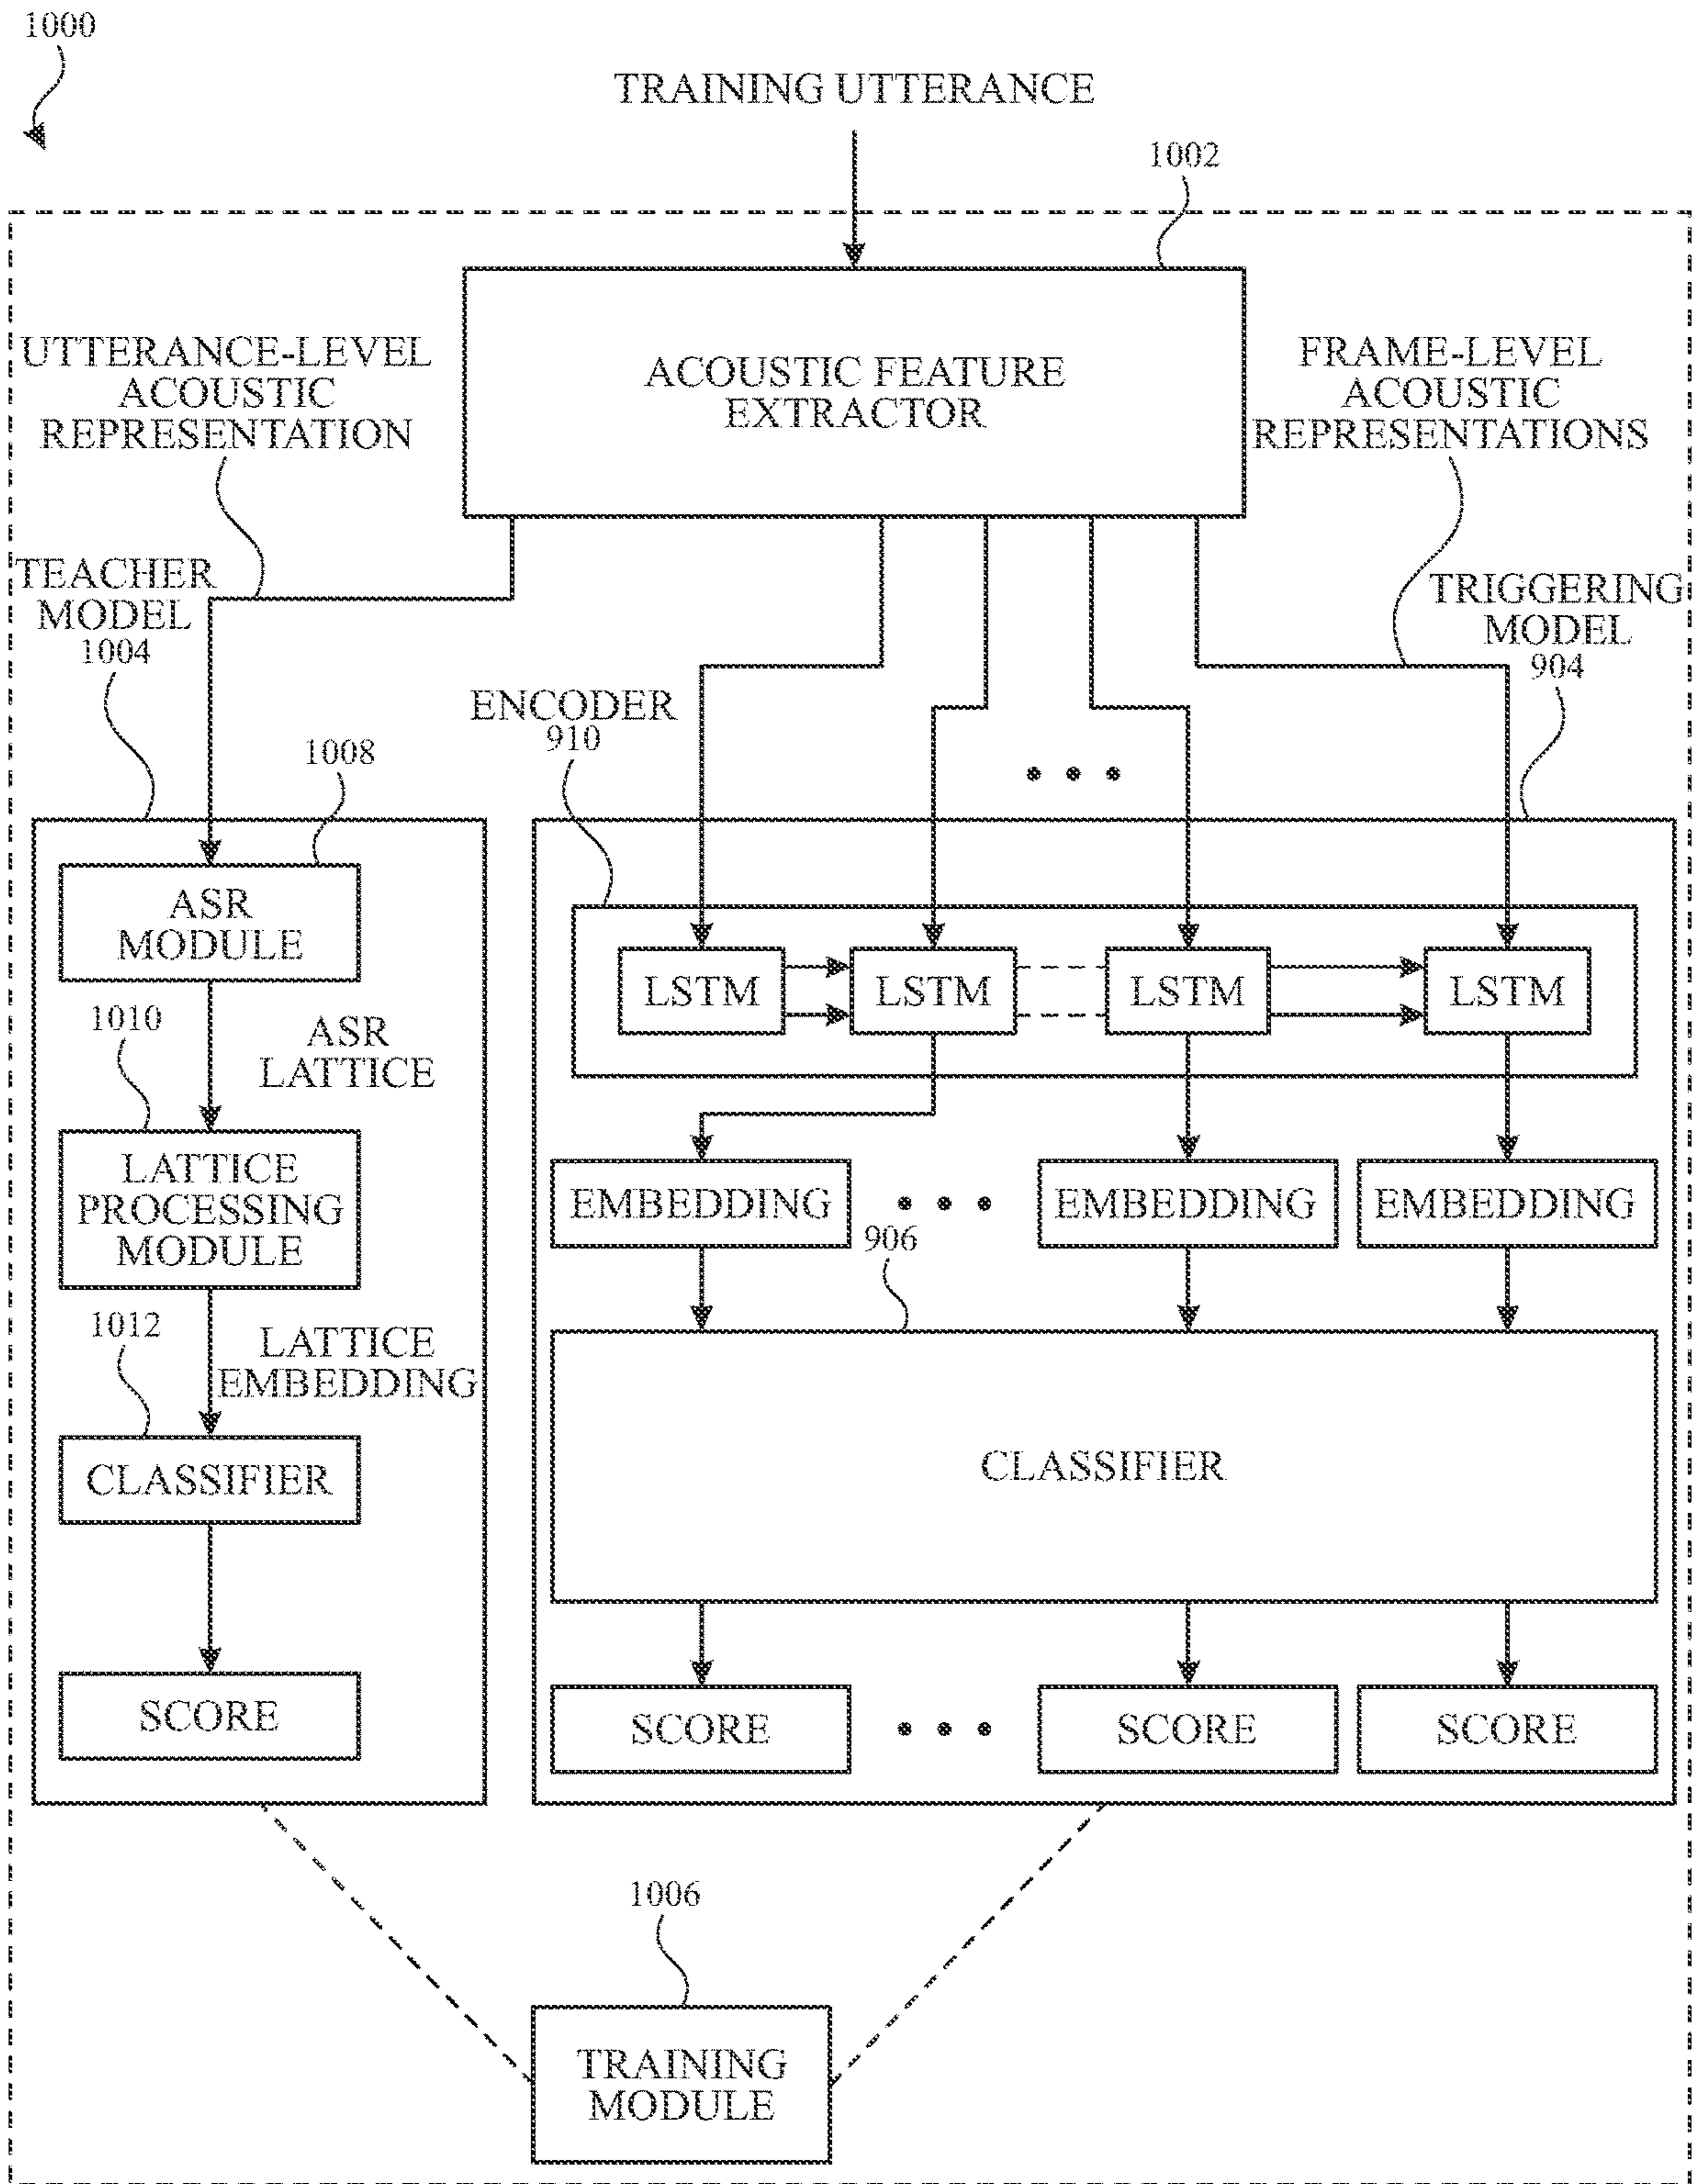 1000
TRAINING UTTERANCE
1002
UTTERANCE-LEVEL
ACOUSTIC
REPRESENTATION
ACOUSTIC FEATURE
EXTRACTOR
FRAME-LEVEL
ACOUSTIC
REPRESENTATIONS
TEACHER
MODEL
1004
TRIGGERING
MODEL
904
ENCODER
910
1008
ASR
MODULE
LSTM
LSTM
LSTM
LSTM
1010
ASR
LATTICE
LATTICE
PROCESSING
MODULE
EMBEDDING
• • •
EMBEDDING
EMBEDDING
906
1012
LATTICE
EMBEDDING
CLASSIFIER
CLASSIFIER
SCORE
SCORE
• • •
SCORE
SCORE
1006
TRAINING
MODULE